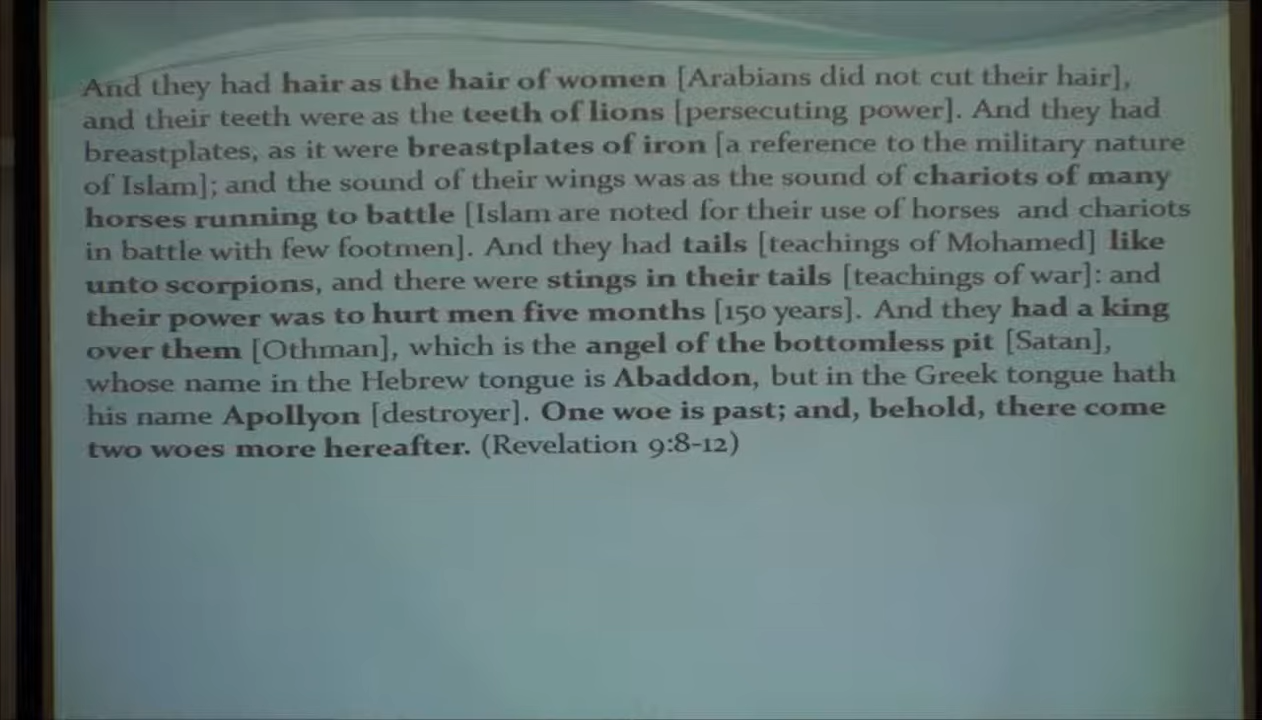 And they had hair as the hair of women [Arabians did not cut their hair],
and their teeth were as the teeth of lions [persecuting power]. And they had
breastplates, as it were breastplates of iron [a reference to the military nature
of Islam]; and the sound of their wings was as the sound of chariots of many
horses running to battle [Islam are noted for their use of horses and chariots
in battle with few footmen]. And they had tails [teachings of Mohamed] like
unto scorpions, and there were stings in their tails [teachings of war]: and
their power was to hurt men five months [150 years]. And they had a king
over them [Othman], which is the angel of the bottomless pit [Satan],
whose name in the Hebrew tongue is Abaddon, but in the Greek tongue hath
his name Apollyon [destroyer]. One woe is past; and, behold, there come
two woes more hereafter. (Revelation 9:8-12)